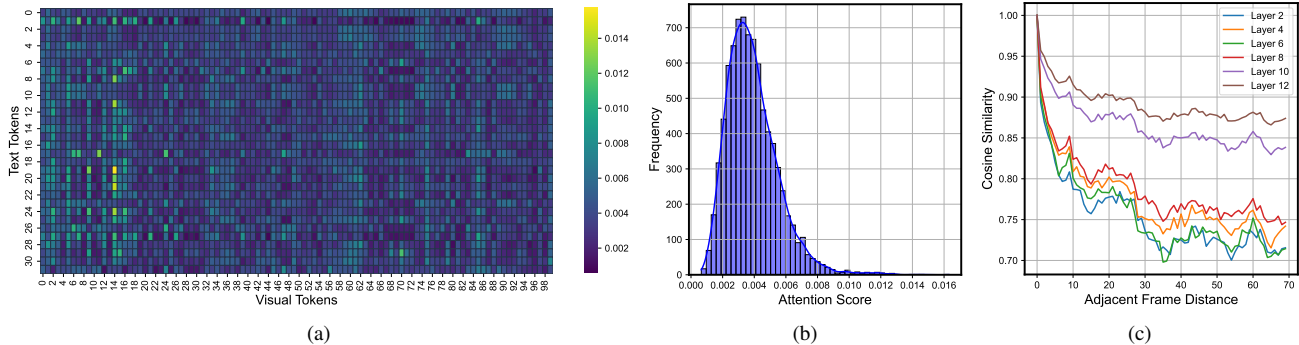 0 2 4 6 8 10 12 14 16 18 20 22 24 26 28 30
Text Tokens
0 2 4 6 8 10 12 14 16 18 20 22 24 26 28 30 32 34 36 38 40 42 44 46 48 50 52 54 56 58 60 62 64 66 68 70 72 74 76 78 80 82 84 86 88 90 92 94 96 98
Visual Tokens
0.014
0.012
0.010
0.008
0.006
0.004
0.002
(a)
Frequency
700
600
500
400
300
200
100
0
0.000 0.002 0.004 0.006 0.008 0.010 0.012 0.014 0.016
Attention Score
(b)
Cosine Similarity
1.00
0.95
0.90
0.85
0.80
0.75
0.70
Layer 2
Layer 4
Layer 6
Layer 8
Layer 10
Layer 12
0 10 20 30 40 50 60 70
Adjacent Frame Distance
(c)